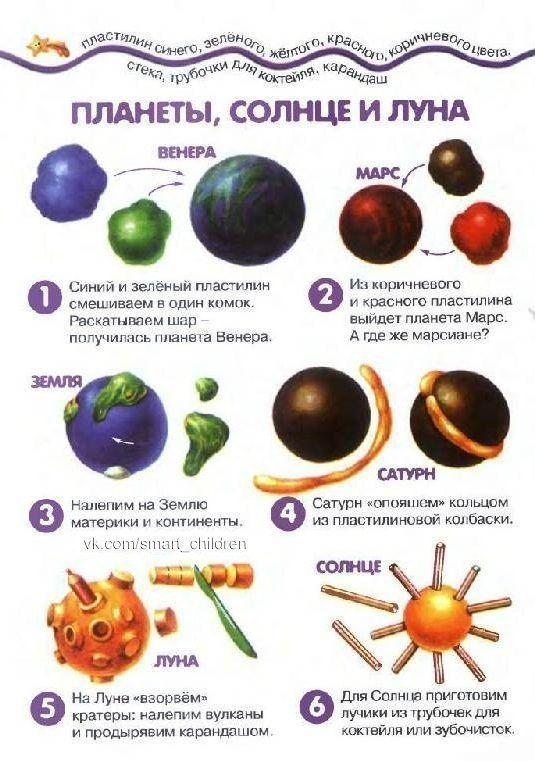 пластилин синего, зелёного, жёлтого, красного, коричневого цвета,
стека, трубочки для коктейля, карандаш
ПЛАНЕТЫ, СОЛНЦЕ И ЛУНА
ВЕНЕРА
1 Синий и зелёный пластилин
смешиваем в один комок.
Раскатываем шар –
получилась планета Венера.
МАРС
2 Из коричневого
и красного пластилина
выйдет планета Марс.
А где же марсиане?
ЗЕМЛЯ
3 Налепим на Землю
материки и континенты.
vk.com/smart_children
САТУРН
4 Сатурн «опояшем» кольцом
из пластилиновой колбаски.
ЛУНА
5 На Луне «взорвём»
кратеры: налепим вулканы
и продырявим карандашом.
СОЛНЦЕ
6 Для Солнца приготовим
лучики из трубочек для
коктейля или зубочисток.